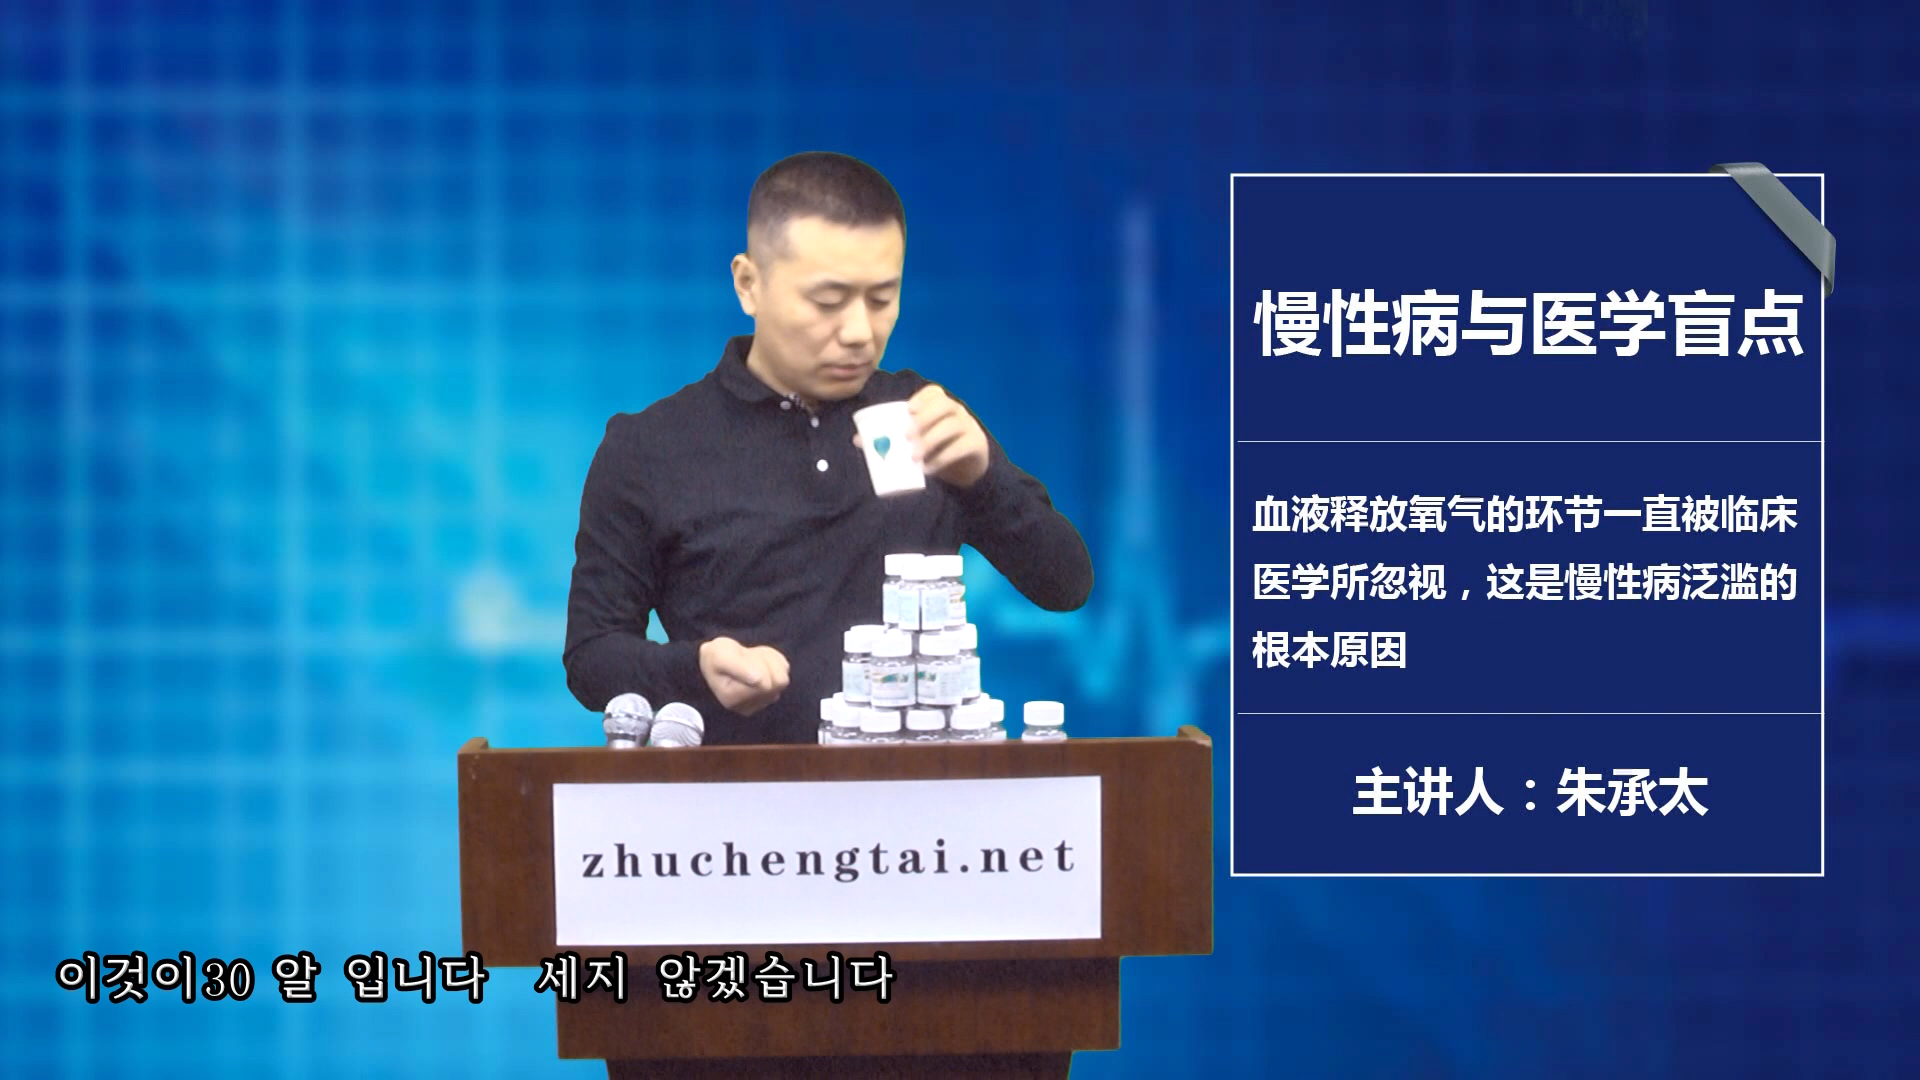 慢性病与医学盲点
血液释放氧气的环节一直被临床
医学所忽视，这是慢性病泛滥的
根本原因
主讲人：朱承太
zhuchengtai.net
이것이30 알 입니다 세지 않겠습니다